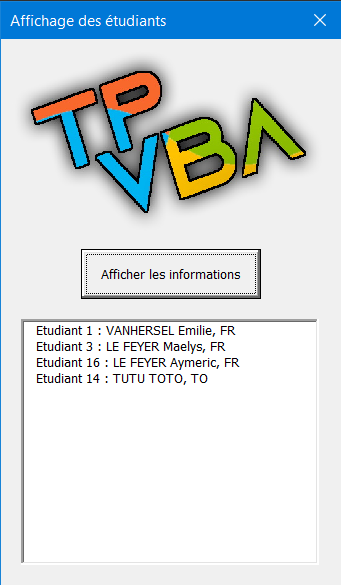 Affichage des étudiants
TP
VBA
Afficher les informations
Etudiant 1 : VANHERSEL Emilie, FR
Etudiant 3 : LE FEYER Maelys, FR
Etudiant 16 : LE FEYER Aymeric, FR
Etudiant 14 : TUTU TOTO, TO